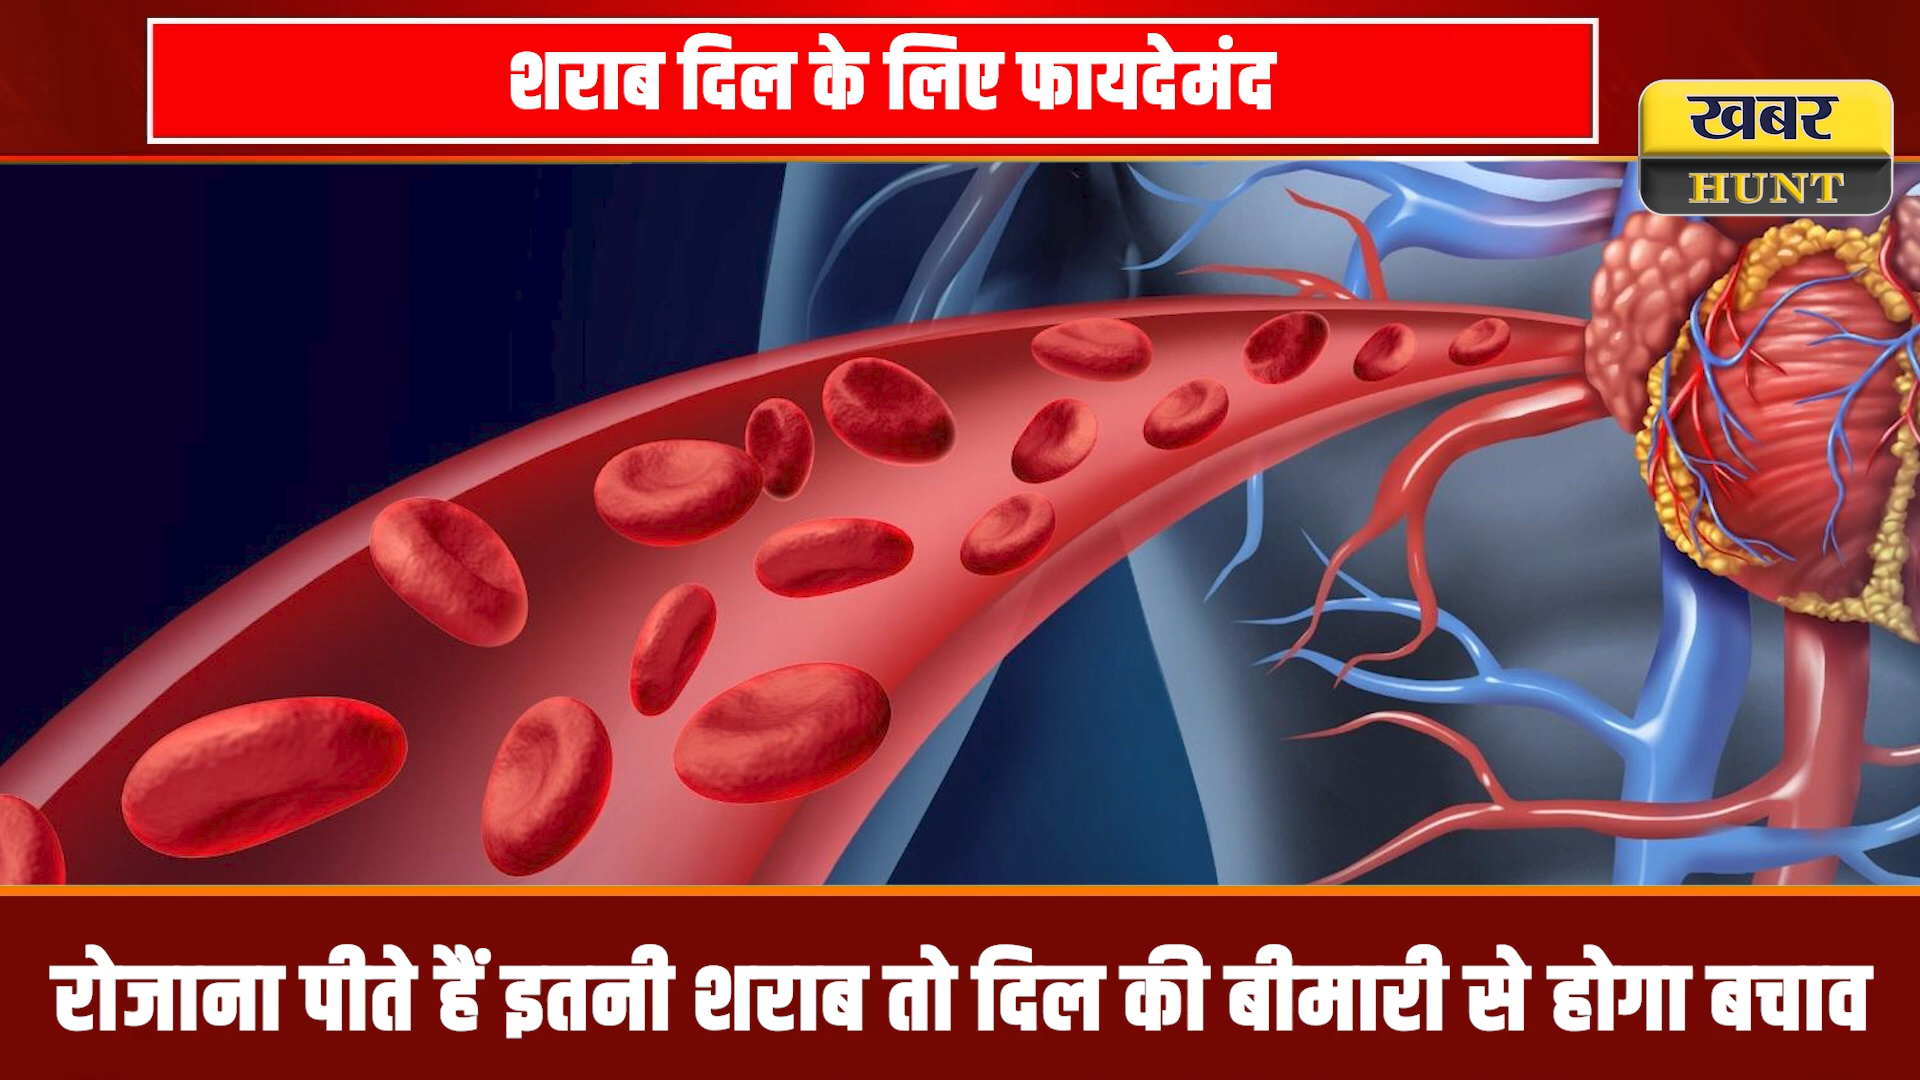 शराब दिल के लिए फायदेमंद
खबर
HUNT
रोजाना पीते हैं इतनी शराब तो दिल की बीमारी से होगा बचाव